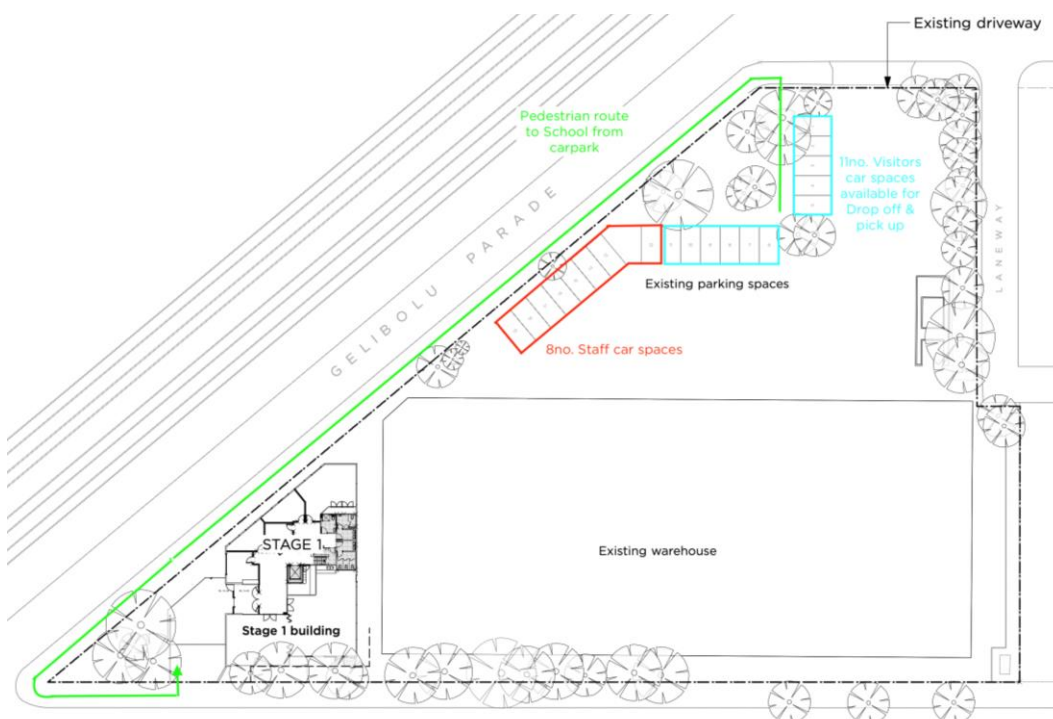 Existing driveway
Pedestrian route
to School from
carpark
11no. Visitors
car spaces
available for
Drop off &
pick up
GELIBOLU PARADE
LANEWAY
Existing parking spaces
8no. Staff car spaces
STAGE 1
Existing warehouse
Stage 1 building